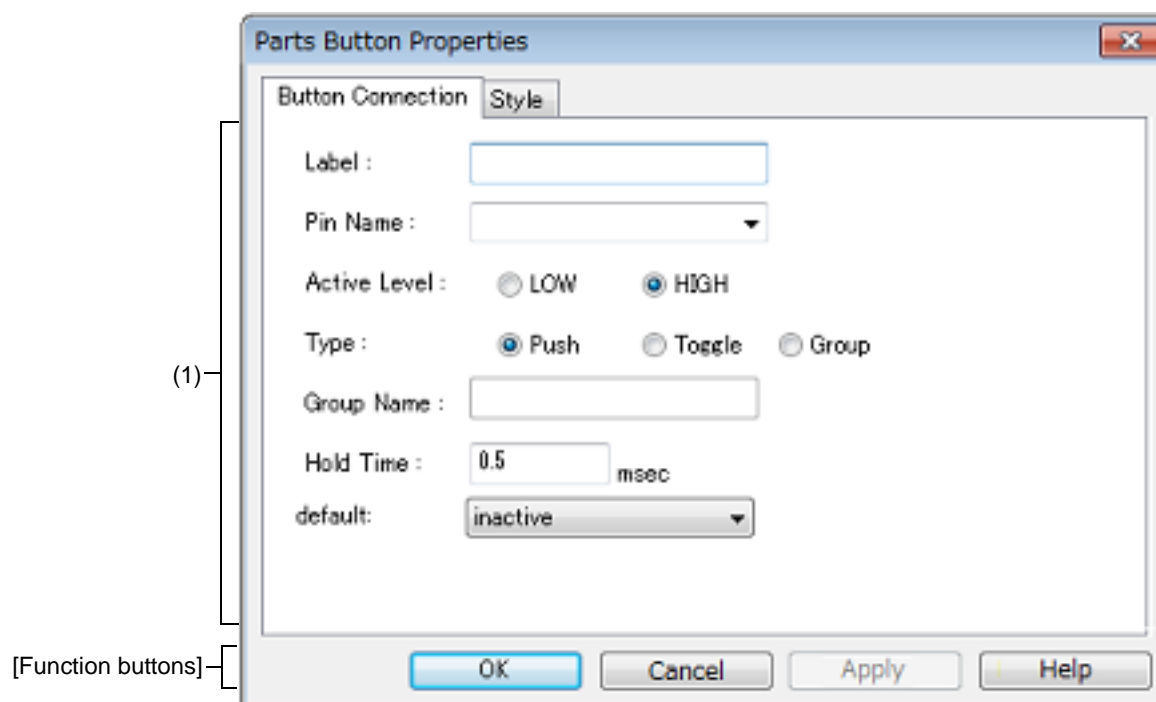 Parts Button Properties
Button Connection Style
Label :
Pin Name :
Active Level : LOW HIGH
Type : Push Toggle Group
(1)
Group Name :
Hold Time : 0.5 msec
default: inactive
[Function buttons]
OK Cancel Apply Help